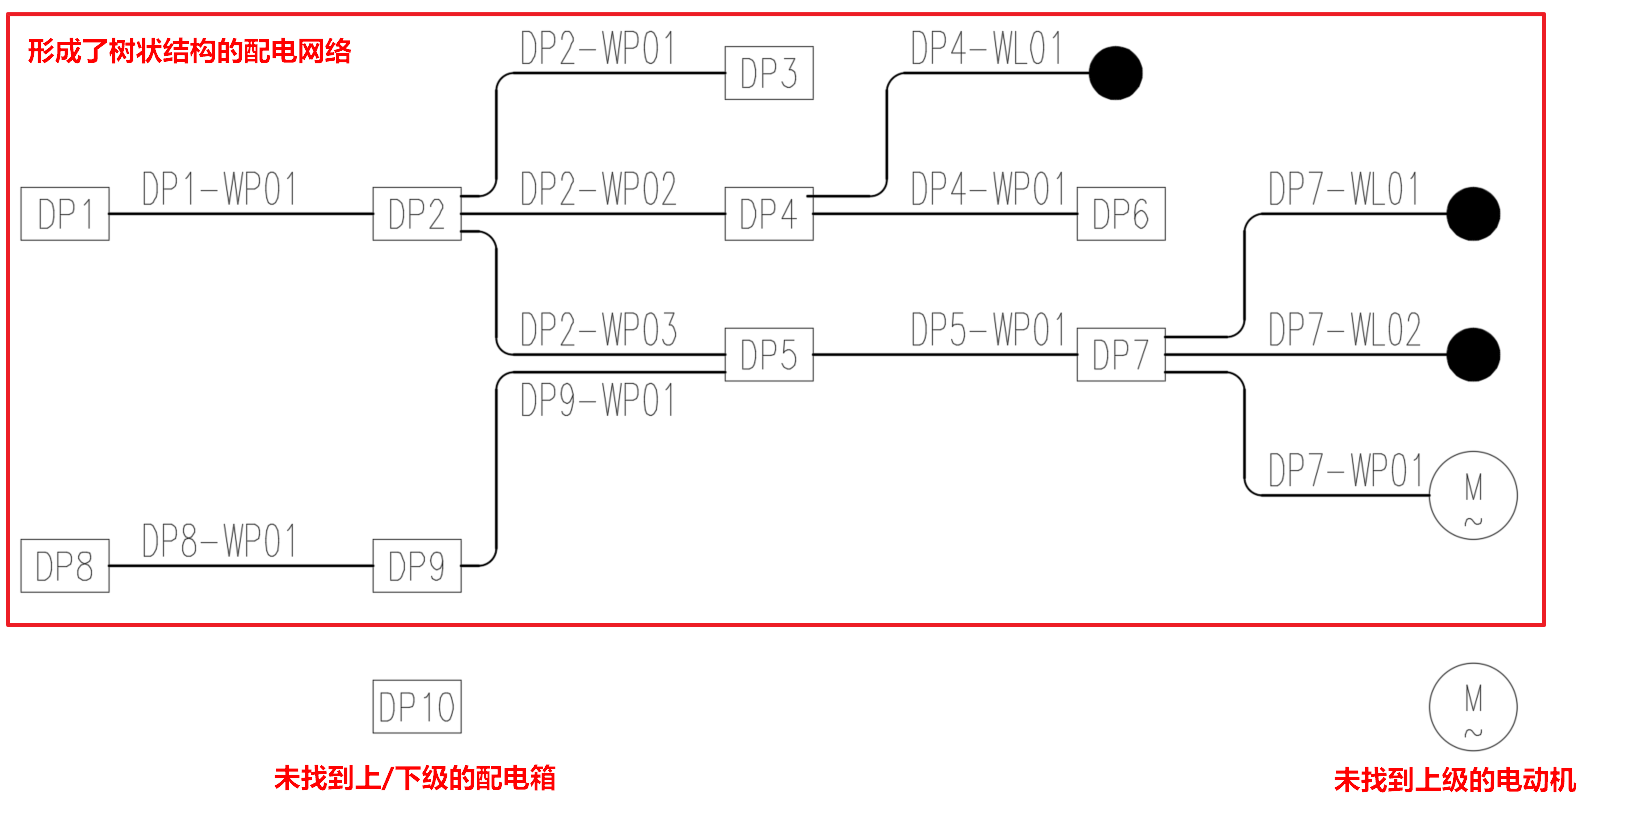 形成了树状结构的配电网络
DP2-WP01
DP3
DP4-WL01
DP1
DP1-WP01
DP2
DP2-WP02
DP4
DP4-WP01
DP6
DP7-WL01
DP2-WP03
DP5
DP5-WP01
DP7
DP7-WL02
DP9-WP01
DP7-WP01
M
~
DP8
DP8-WP01
DP9
DP10
M
~
未找到上/下级的配电箱
未找到上级的电动机